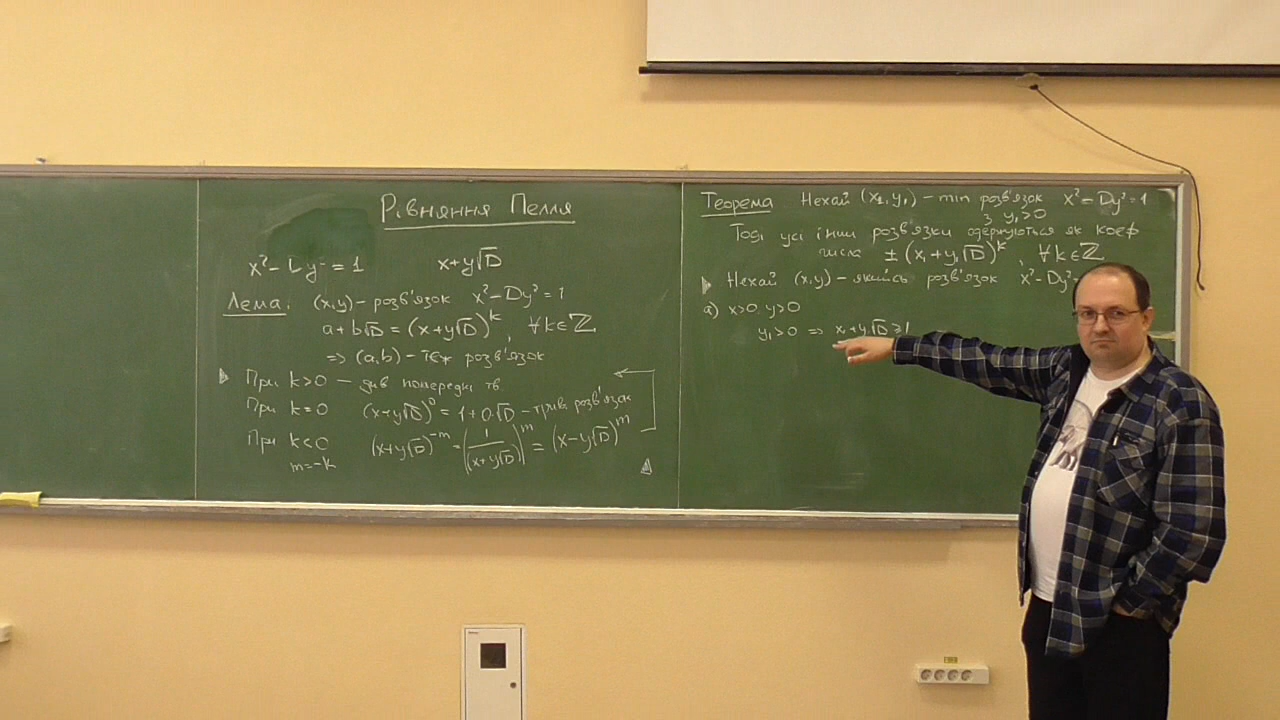 Рівняння Пелля
x² - Dy² = 1 x+y√D
Лема: (x,y) – розв'язок x² - Dy² = 1
a+b√D = (x+y√D)^k, ∀k∈ℤ
⇒ (a,b) – теж розв'язок
При k>0 – див попередн тв.
При k=0 (x+y√D)⁰ = 1+0·√D – трив. розв'язок
При k<0 (x+y√D)^-m = (1/(x+y√D))^m = (x-y√D)^m
m=-k
Теорема Нехай (x₁,y₁) – min розв'язок x² - Dy² = 1
з y₁>0
Тоді усі інши розв'язки одержуються як коеф
числа ±(x₁+y₁√D)^k, ∀k∈ℤ
Нехай (x,y) – якийсь розв'язок x² - Dy² =
а) x>0, y>0
y₁>0 ⇒ x₁+y₁√D ≥ 1